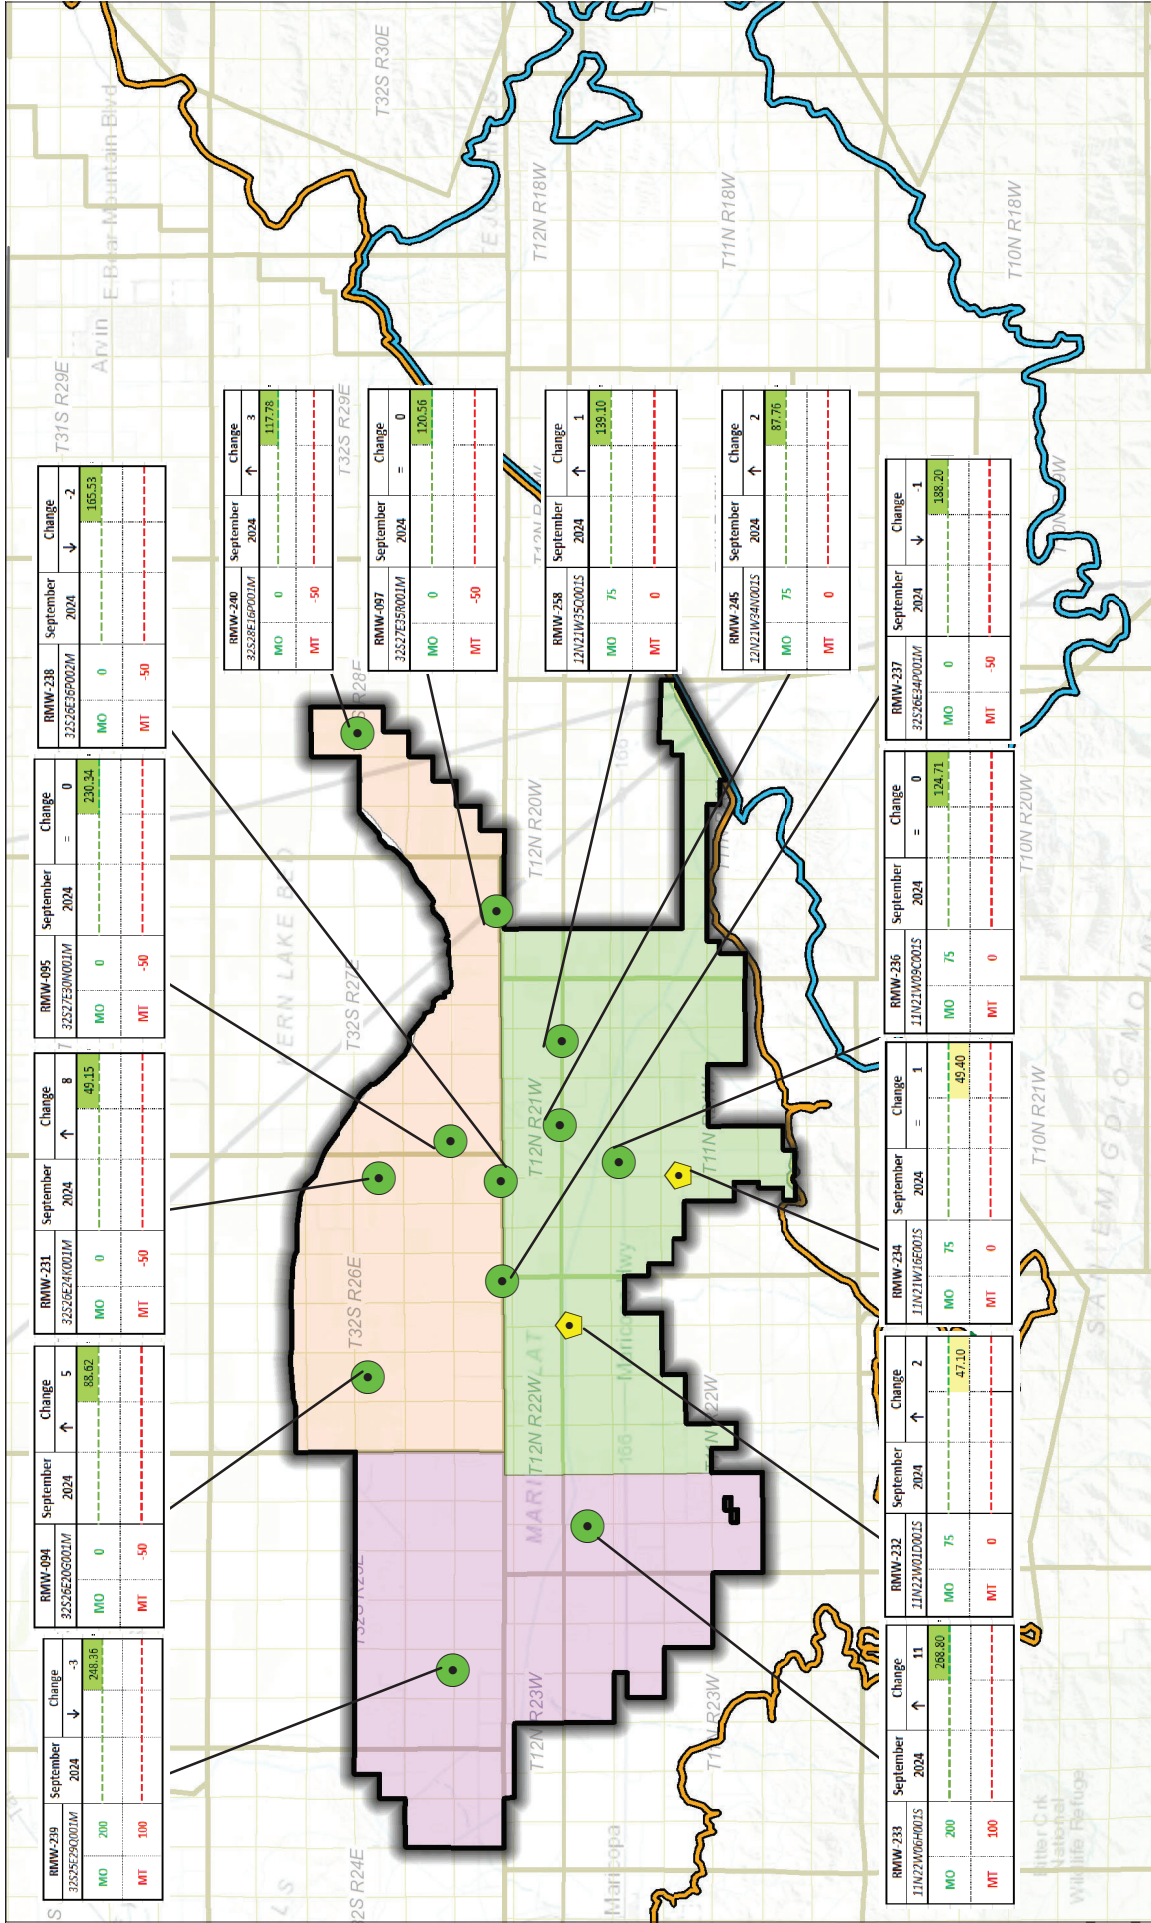 RMW-239
32S25E29Q001M
September
2024
Change
↓ -3
MO 200
248.36
MT 100
RMW-094
32S26E20G001M
September
2024
Change
↑ 5
MO 0
88.62
MT -50
RMW-231
32S26E24K001M
September
2024
Change
↑ 8
MO 0
49.15
MT -50
RMW-095
32S27E30N001M
September
2024
Change
= 0
MO 0
230.34
MT -50
RMW-238
32S26E36P002M
September
2024
Change
↓ -2
MO 0
165.53
MT -50
RMW-240
32S28E16P001M
September
2024
Change
↑ 3
MO 0
117.78
MT -50
RMW-097
32S27E35R001M
September
2024
Change
= 0
MO 0
120.56
MT -50
RMW-258
12N21W35Q001S
September
2024
Change
↑ 1
MO 75
139.10
MT 0
RMW-245
12N21W34N001S
September
2024
Change
↑ 2
MO 75
87.76
MT 0
RMW-233
11N22W06H001S
September
2024
Change
↑ 11
MO 200
268.80
MT 100
RMW-232
11N22W01D001S
September
2024
Change
↑ 2
MO 75
47.10
MT 0
RMW-234
11N21W16E001S
September
2024
Change
= 1
MO 75
49.40
MT 0
RMW-236
11N21W09C001S
September
2024
Change
= 0
MO 75
124.71
MT 0
RMW-237
32S26E34P001M
September
2024
Change
↓ -1
MO 0
188.20
MT -50
Arvin
E Bear Mountain Blvd
T31S R29E
T32S R30E
T32S R29E
T32S R27E
T32S R26E
T12N R18W
T11N R18W
T10N R18W
T12N R20W
T12N R21W
T12N R22W
T12N R23W
T11N R23W
T10N R20W
T10N R21W
Maricopa
Bitter Crk
National
Wildlife Refuge